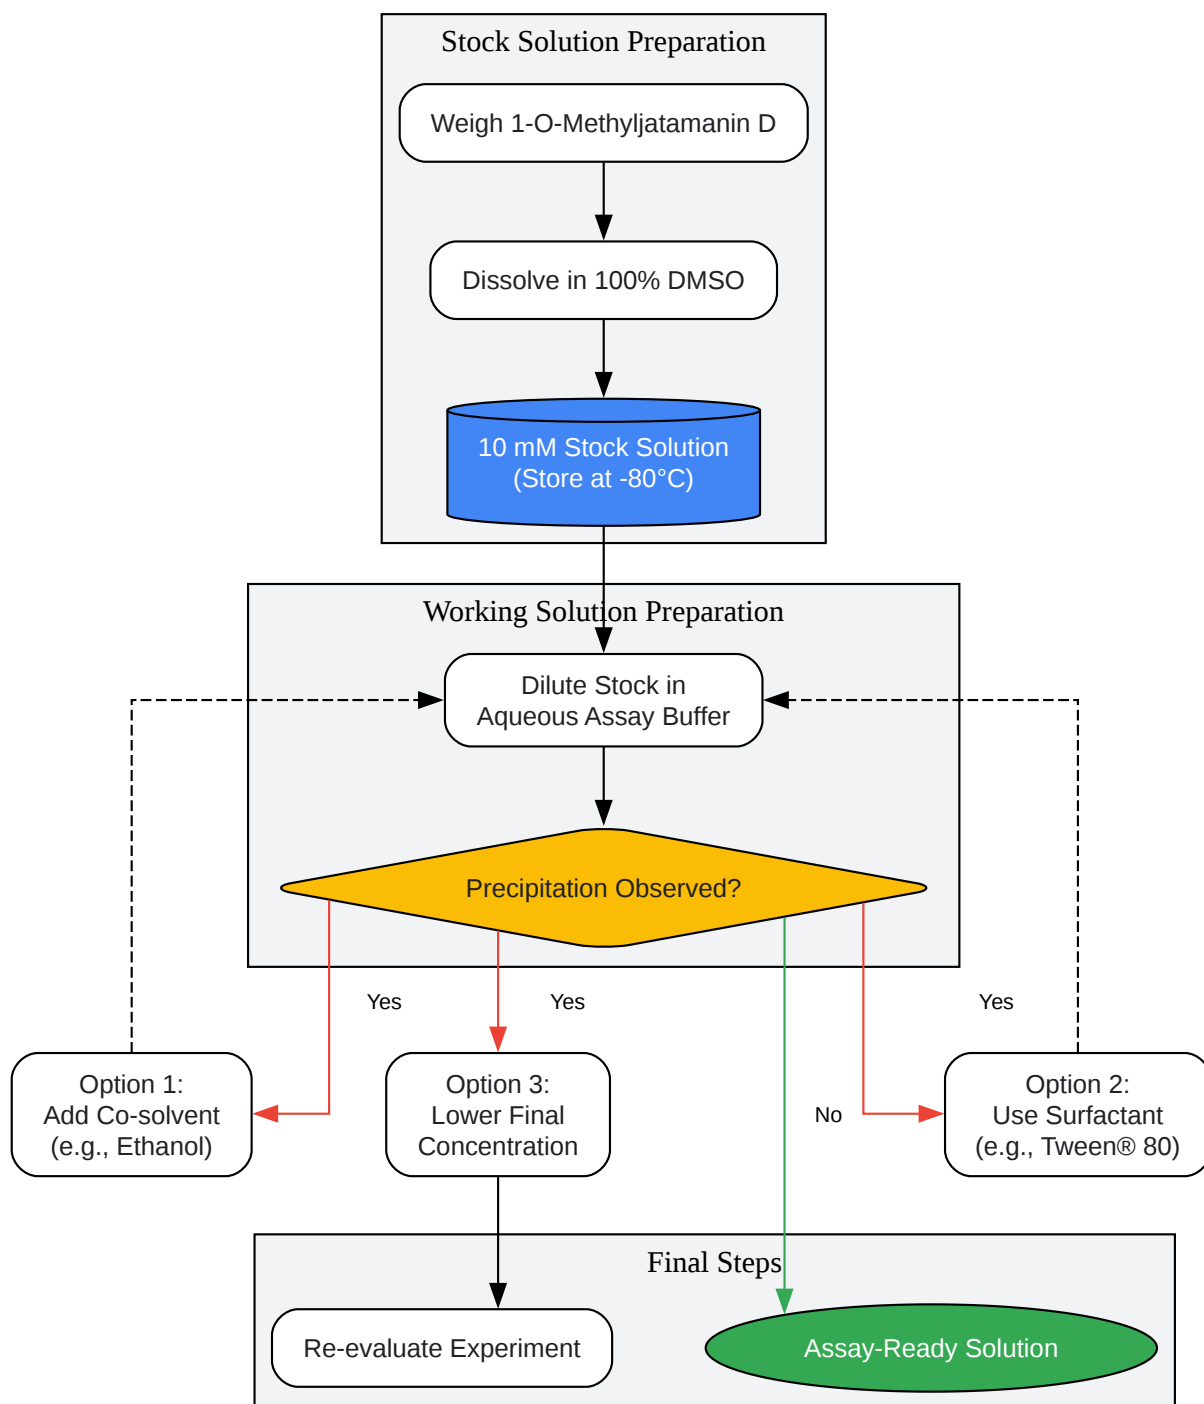 Stock Solution Preparation
Weigh 1-O-Methyljatamanin D
Dissolve in 100% DMSO
10 mM Stock Solution
(Store at -80°C)
Working Solution Preparation
Dilute Stock in
Aqueous Assay Buffer
Precipitation Observed?
Yes
Yes
Yes
Option 1:
Add Co-solvent
(e.g., Ethanol)
Option 3:
Lower Final
Concentration
No
Option 2:
Use Surfactant
(e.g., Tween® 80)
Final Steps
Re-evaluate Experiment
Assay-Ready Solution